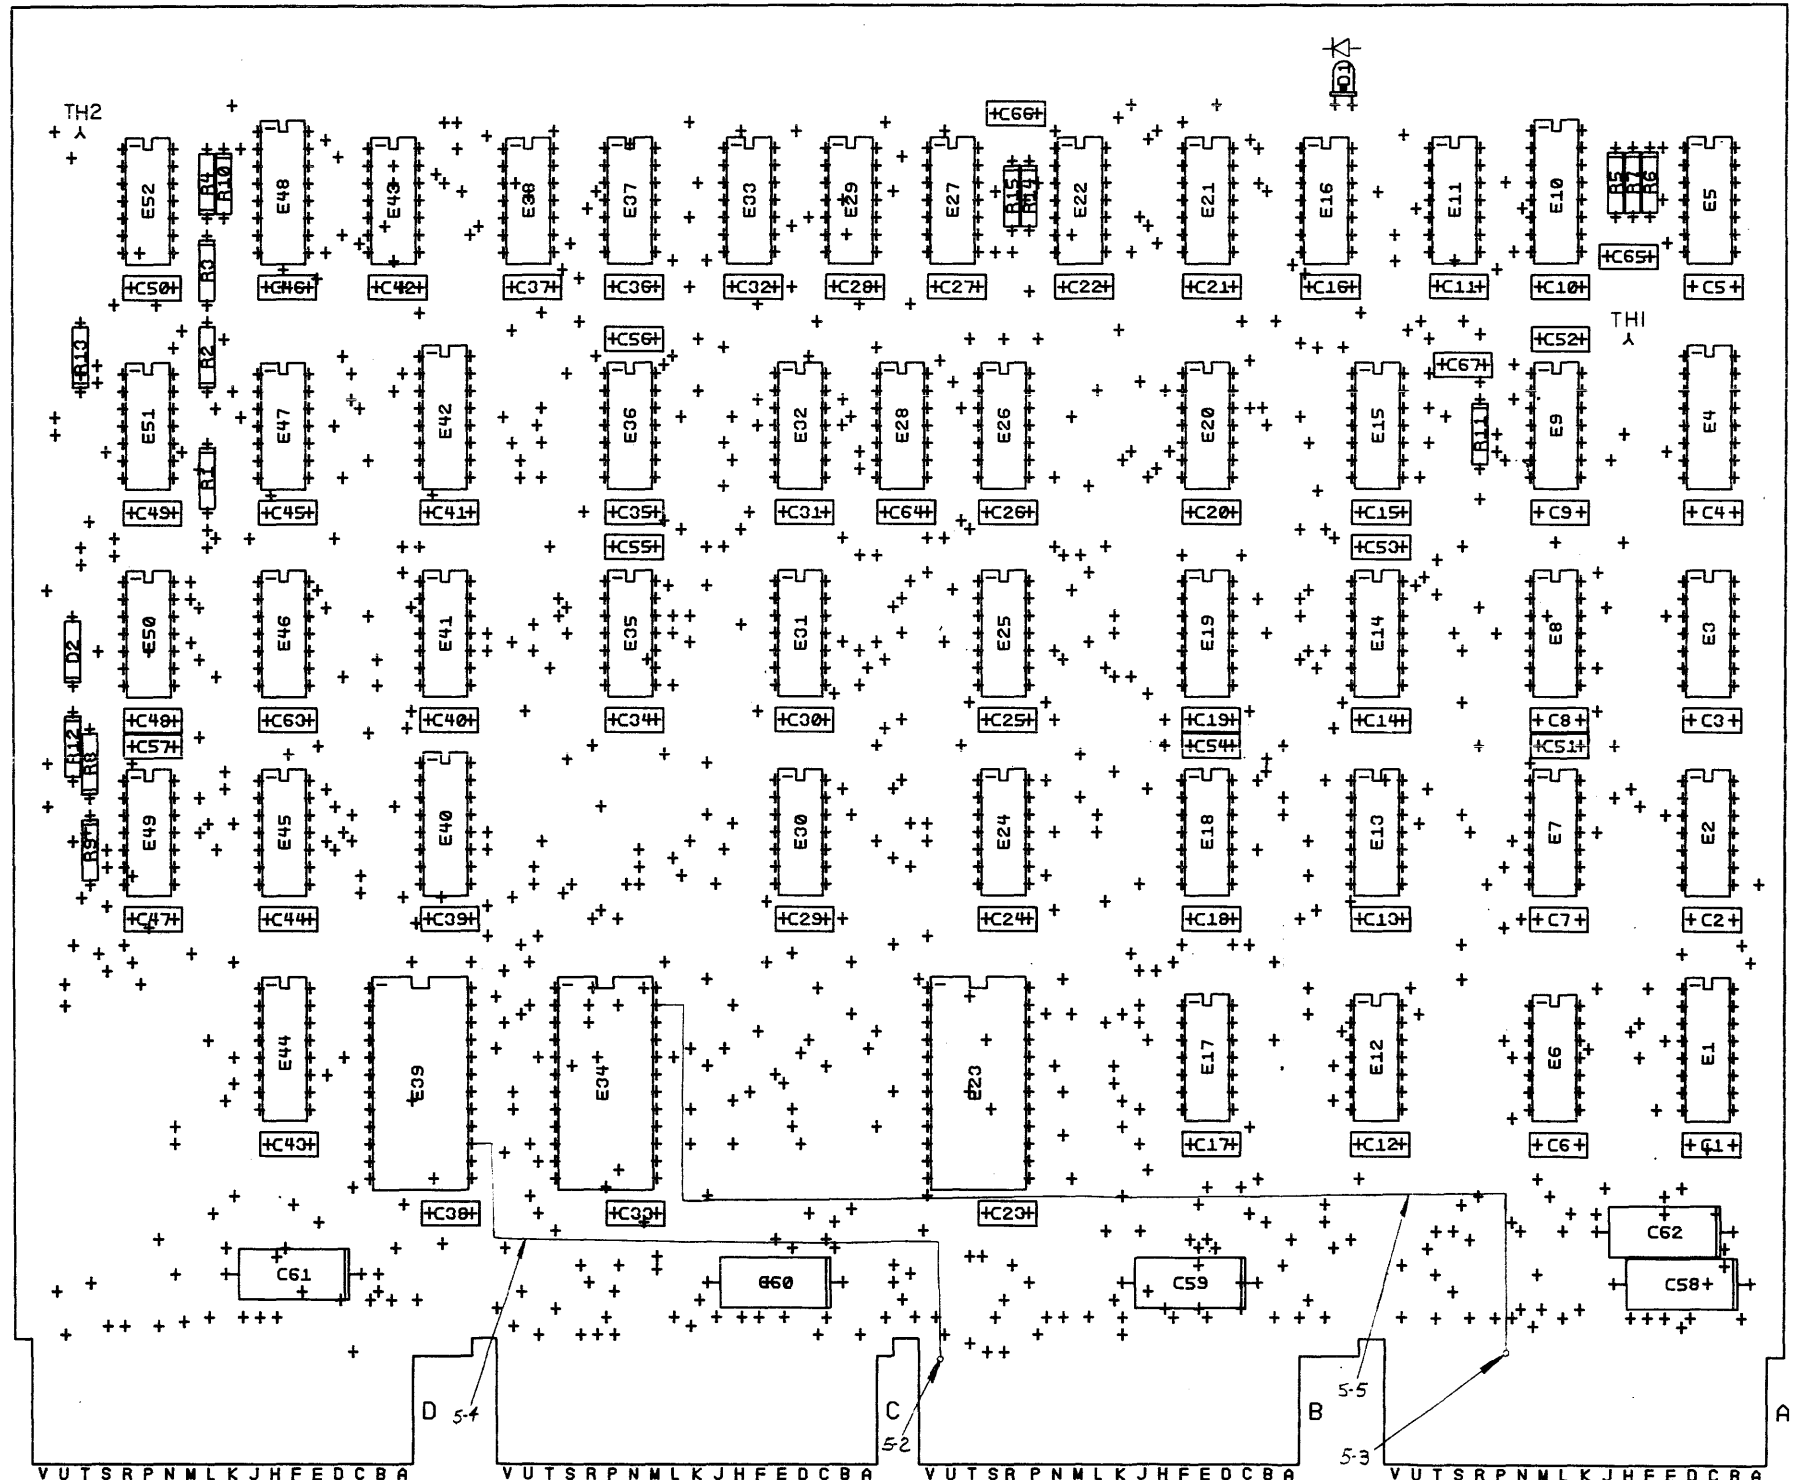 D1
TH2
C66
E52
R4
R10
E48
E43
E38
E37
E33
E29
E27
R15
R14
E22
E21
E16
E11
E10
R5
R7
R6
E5
R3
C65
C50
C46
C42
C37
C36
C32
C28
C27
C22
C21
C16
C11
C10
C5
TH1
R13
R2
C56
C67
C52
E51
E47
E42
E36
E32
E28
E26
E20
E15
R11
E9
E4
R1
C49
C45
C41
C35
C31
C64
C26
C20
C15
C9
C4
C55
C53
D2
E50
E46
E41
E35
E31
E25
E19
E14
E8
E3
C48
C63
C40
C34
C30
C25
C19
C14
C8
C3
R12
R8
C57
C54
C51
R9
E49
E45
E40
E30
E24
E18
E13
E7
E2
C47
C44
C39
C29
C24
C18
C13
C7
C2
E44
E39
E34
E23
E17
E12
E6
E1
C43
C17
C12
C6
C1
C38
C33
C23
C62
C61
C60
C59
C58
D 5-4 C 5-2 B 5-5 5-3 A
V U T S R P N M L K J H F E D C B A V U T S R P N M L K J H F E D C B A V U T S R P N M L K J H F E D C B A V U T S R P N M L K J H F E D C B A